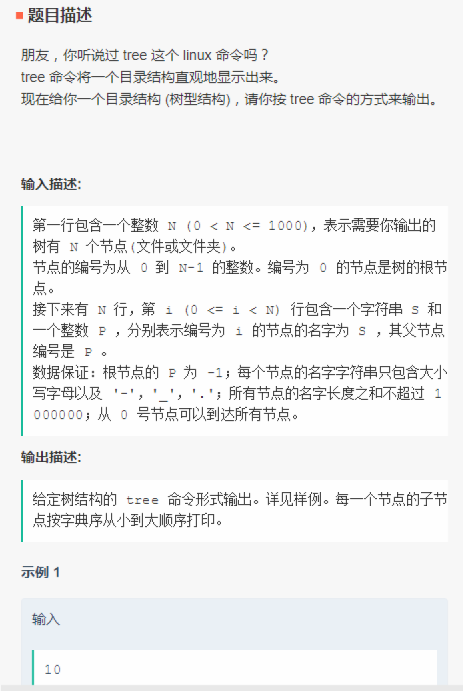 题目描述
朋友，你听说过 tree 这个 linux 命令吗？
tree 命令将一个目录结构直观地显示出来。
现在给你一个目录结构 (树型结构)，请你按 tree 命令的方式来输出。
输入描述:
第一行包含一个整数 N (0 < N <= 1000)，表示需要你输出的
树有 N 个节点(文件或文件夹)。
节点的编号为从 0 到 N-1 的整数。编号为 0 的节点是树的根节
点。
接下来有 N 行，第 i (0 <= i < N) 行包含一个字符串 S 和
一个整数 P ，分别表示编号为 i 的节点的名字为 S ，其父节点
编号是 P 。
数据保证：根节点的 P 为 -1；每个节点的名字字符串只包含大小
写字母以及 '-'，'_'，'.'；所有节点的名字长度之和不超过 1
000000；从 0 号节点可以到达所有节点。
输出描述:
给定树结构的 tree 命令形式输出。详见样例。每一个节点的子节
点按字典序从小到大顺序打印。
示例 1
输入
10